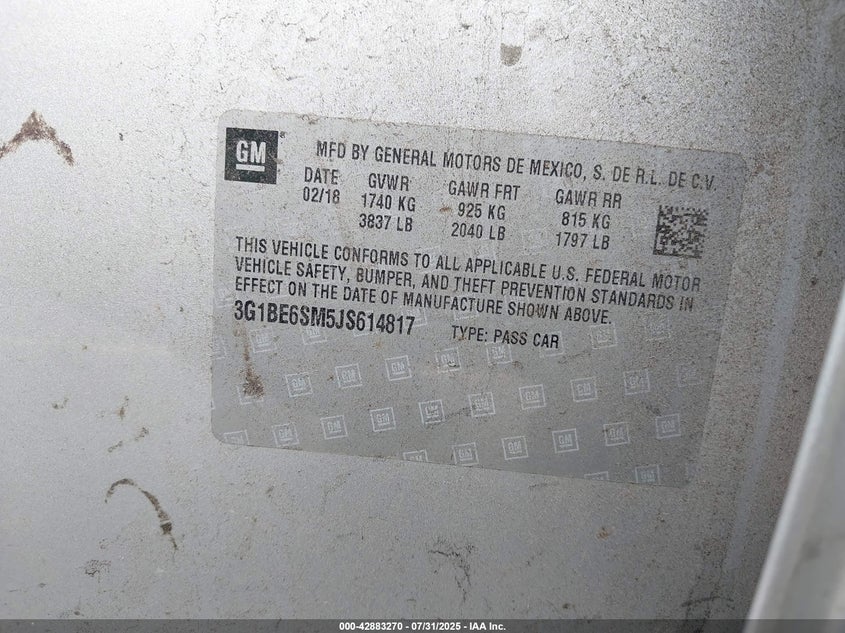 GM
MFD BY GENERAL MOTORS DE MEXICO, S. DE R.L. DE C.V.
DATE GVWR GAWR FRT GAWR RR
02/18 1740 KG 925 KG 815 KG
3837 LB 2040 LB 1797 LB
THIS VEHICLE CONFORMS TO ALL APPLICABLE U.S. FEDERAL MOTOR
VEHICLE SAFETY, BUMPER, AND THEFT PREVENTION STANDARDS IN
EFFECT ON THE DATE OF MANUFACTURE SHOWN ABOVE.
3G1BE6SM5JS614817 TYPE: PASS CAR
000-42883270 - 07/31/2025 - IAA Inc.